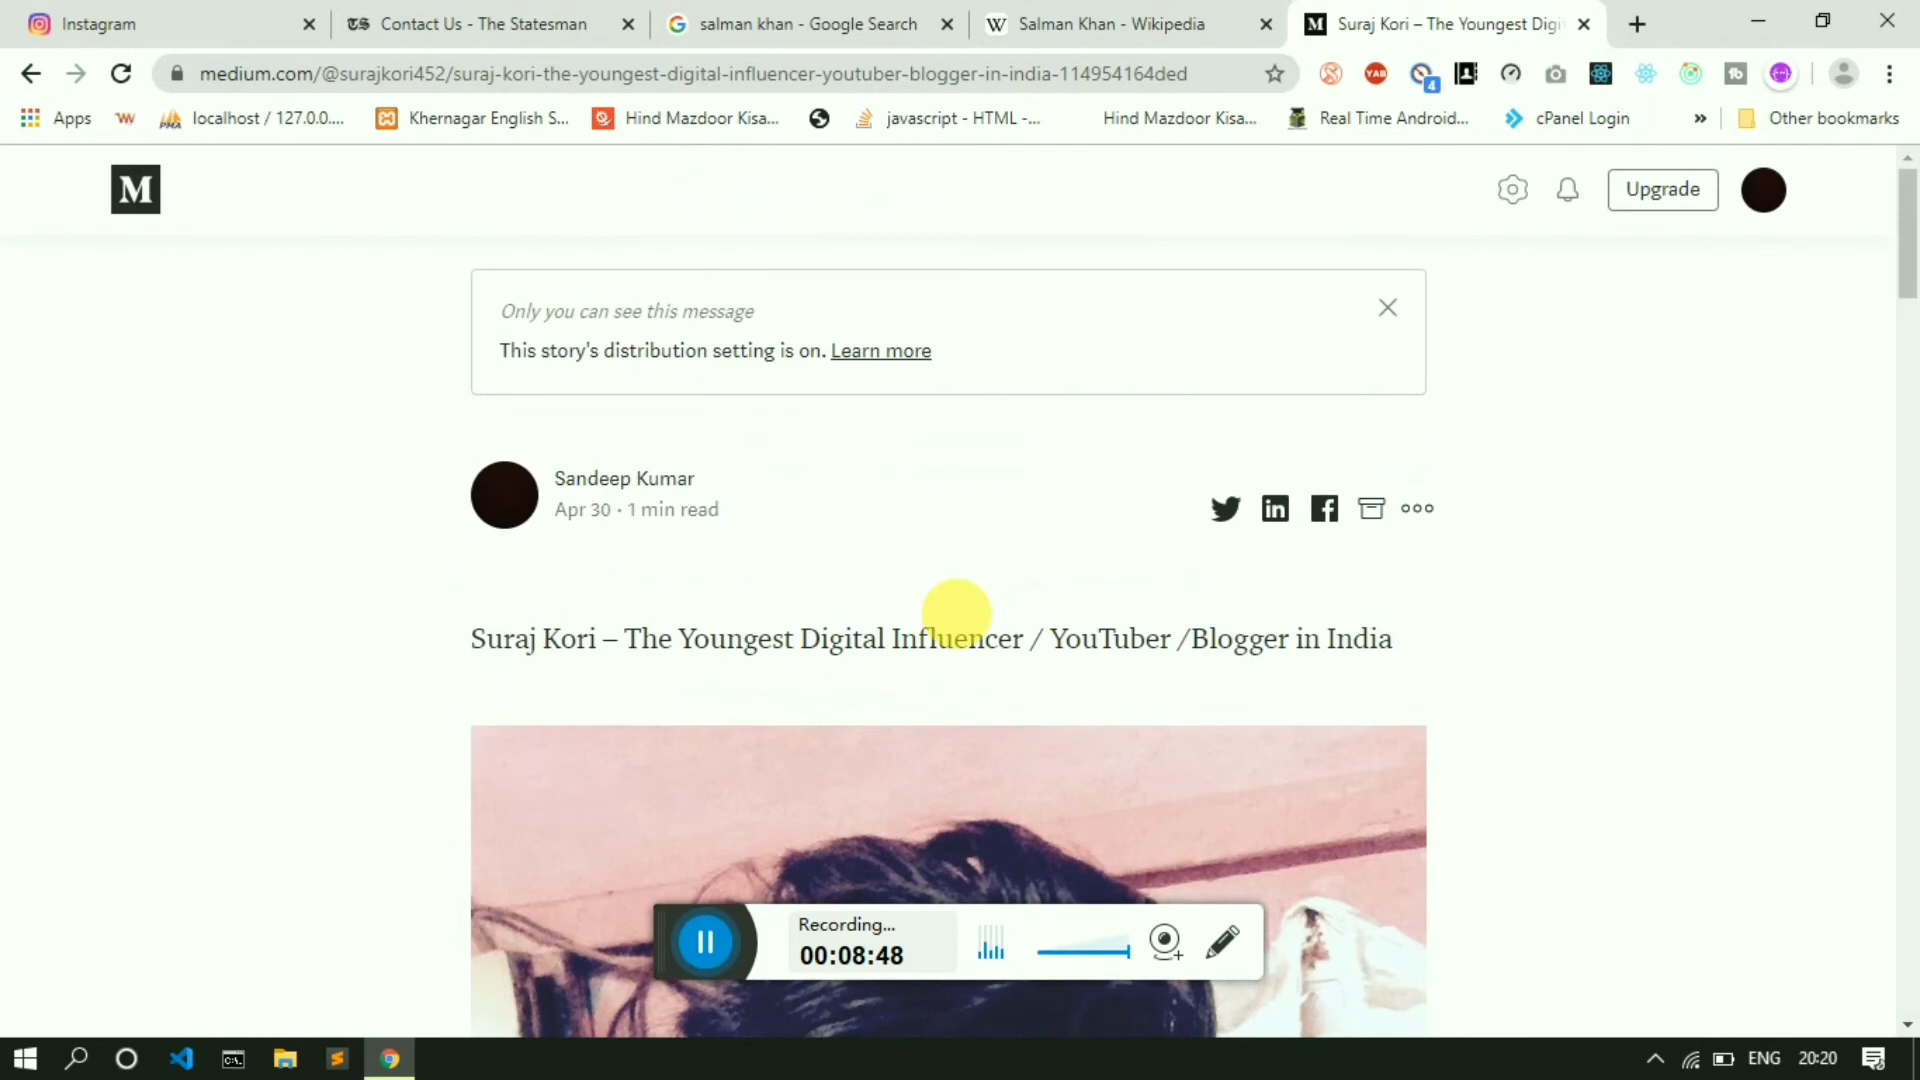 Instagram
TS Contact Us - The Statesman
G salman khan - Google Search
W Salman Khan - Wikipedia
M Suraj Kori – The Youngest Digi
medium.com/@surajkori452/suraj-kori-the-youngest-digital-influencer-youtuber-blogger-in-india-114954164ded
YAB
4
Apps
localhost / 127.0.0....
Khernagar English S...
Hind Mazdoor Kisa...
javascript - HTML -...
Hind Mazdoor Kisa...
Real Time Android...
cPanel Login
»
Other bookmarks
M
Upgrade
Only you can see this message
This story's distribution setting is on. Learn more
Sandeep Kumar
Apr 30 · 1 min read
Suraj Kori – The Youngest Digital Influencer / YouTuber /Blogger in India
Recording...
00:08:48
ENG
20:20